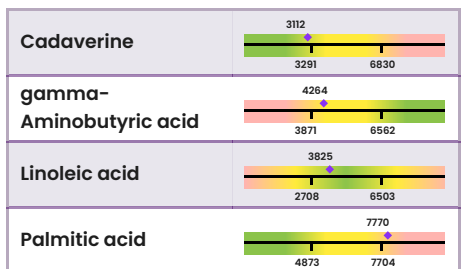 3112
Cadaverine
3291 6830
gamma-
4264
Aminobutyric acid
3871 6562
3825
Linoleic acid
2708 6503
7770
Palmitic acid
4873 7704